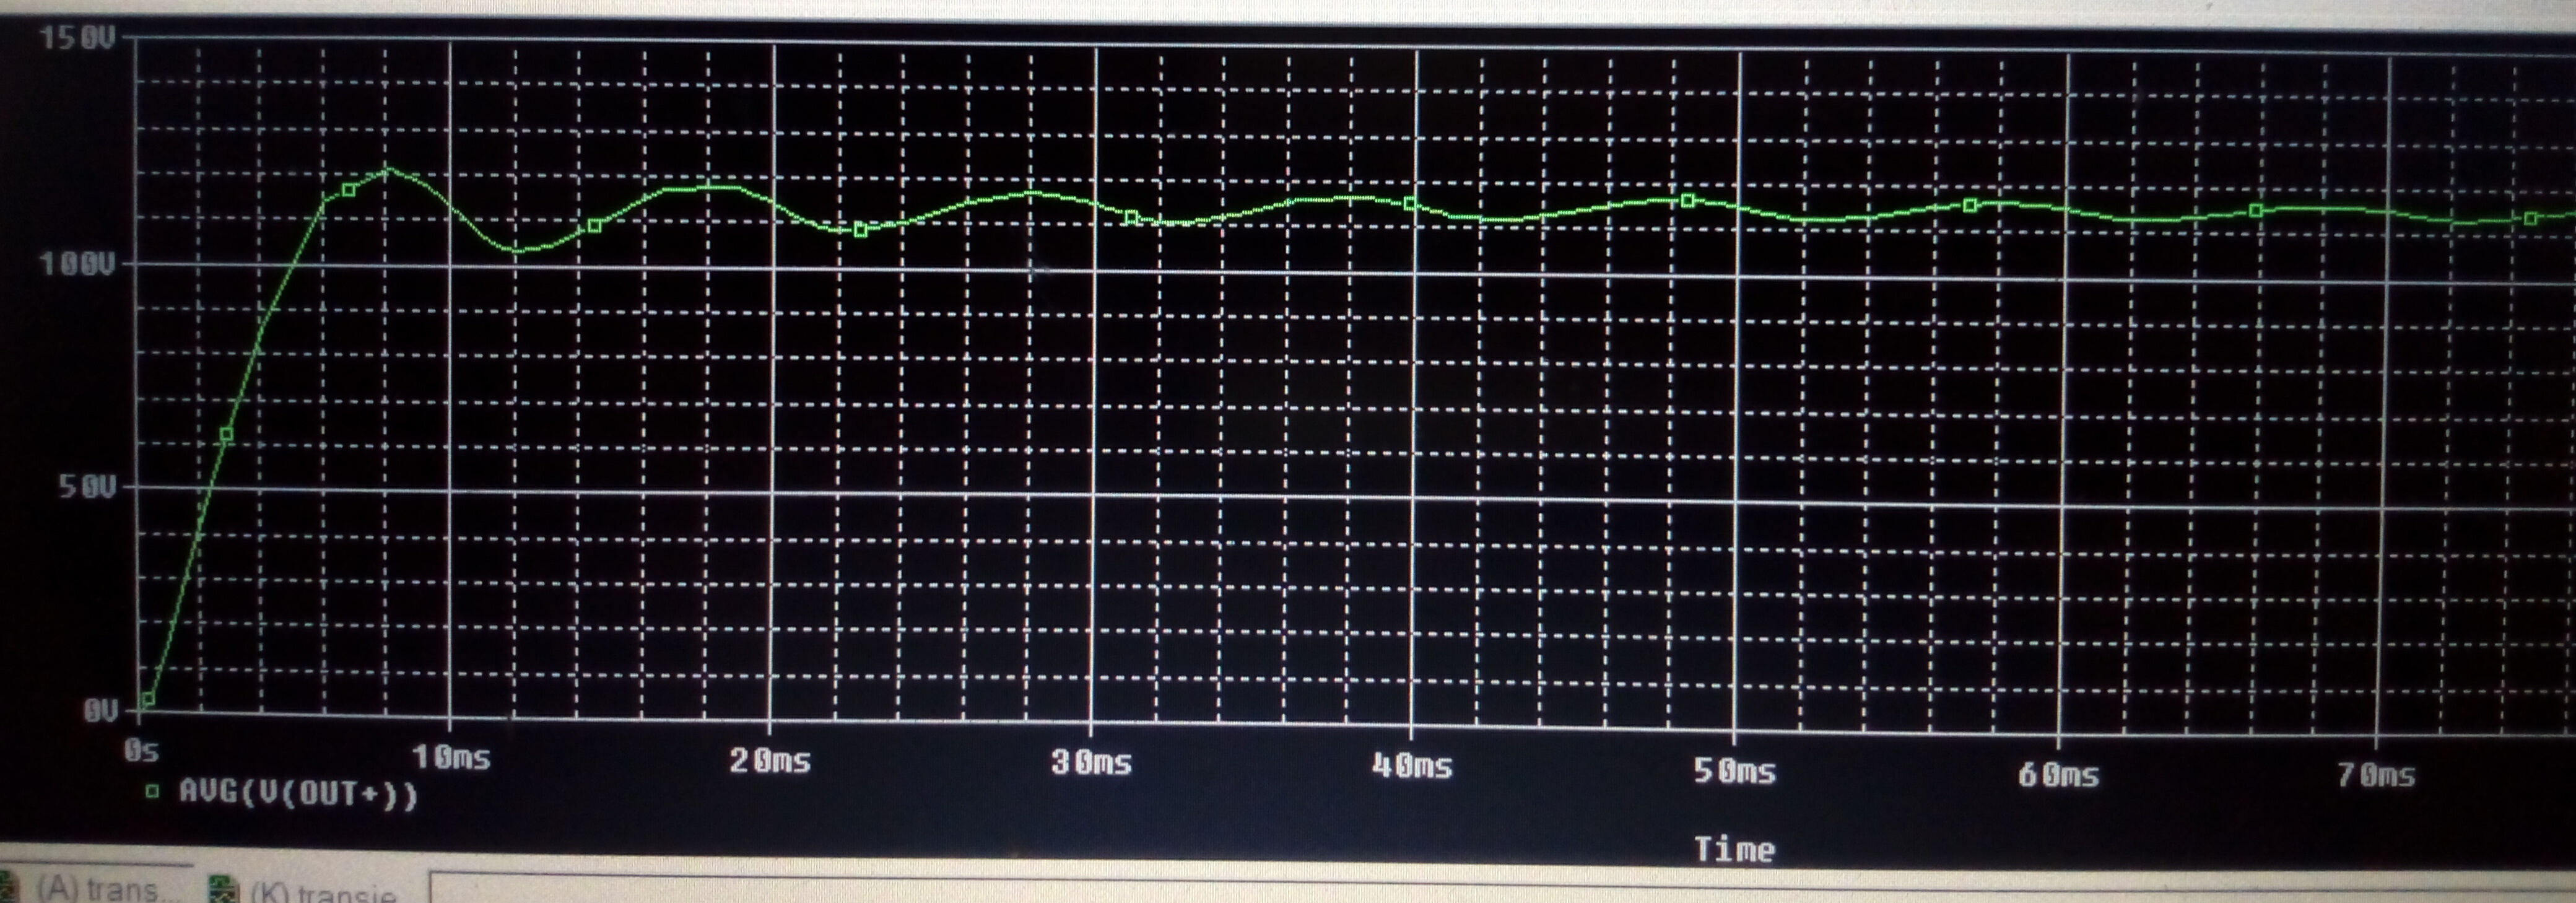 150V
100V
50V
0V
0s 10ms 20ms 30ms 40ms 50ms 60ms 70ms
AVG(V(OUT+))
Time
(A) trans... (K) transie